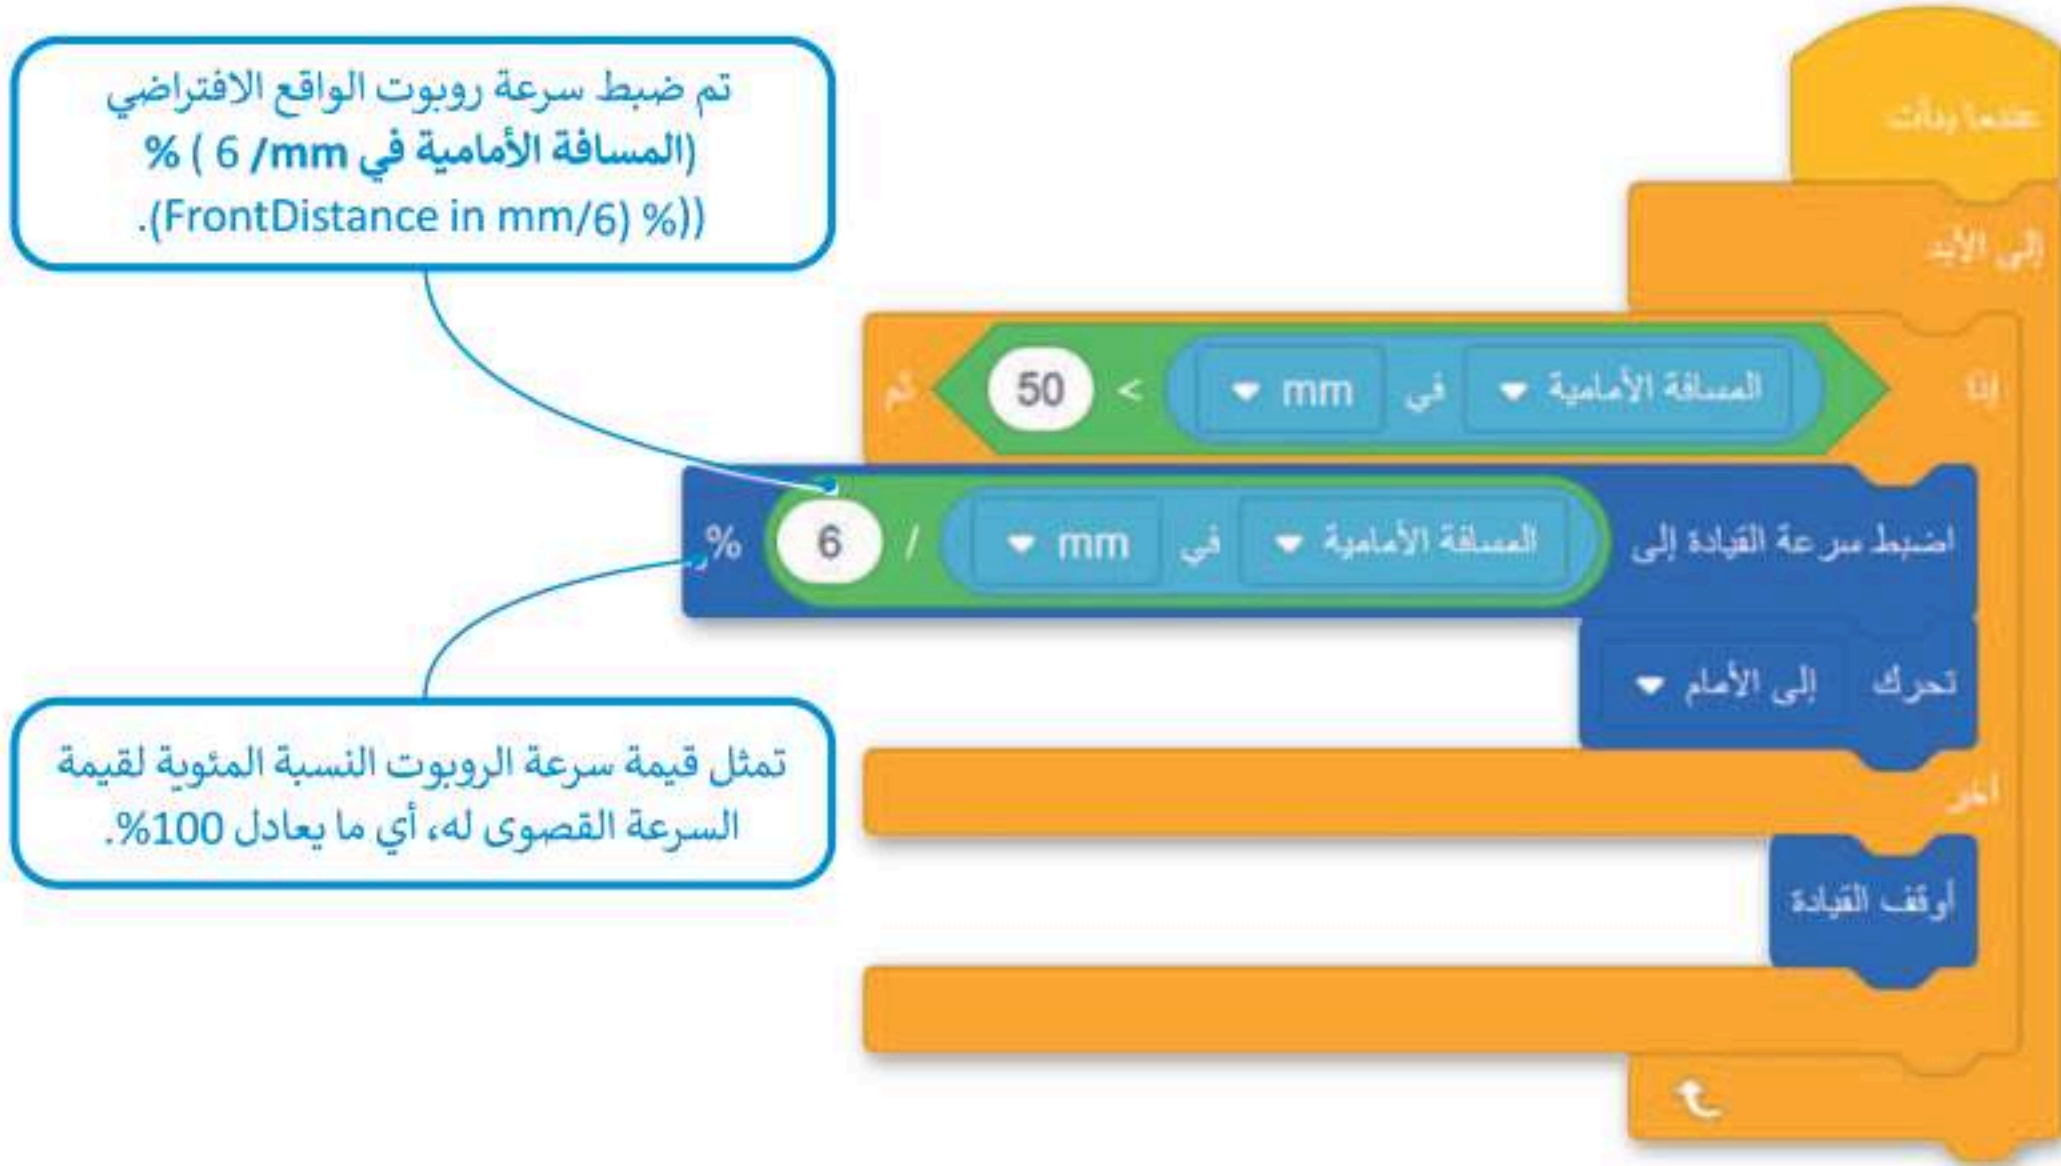 تم ضبط سرعة روبوت الواقع الافتراضي
(المسافة الأمامية في mm/ 6 ) %
((% (FrontDistance in mm/6).
عندما بدأت
إلى الأبد
إذا المسافة الأمامية في mm > 50 ثم
اضبط سرعة القيادة إلى المسافة الأمامية في mm / 6 %
تحرك إلى الأمام
تمثل قيمة سرعة الروبوت النسبة المئوية لقيمة
السرعة القصوى له، أي ما يعادل 100%.
آخر
أوقف القيادة